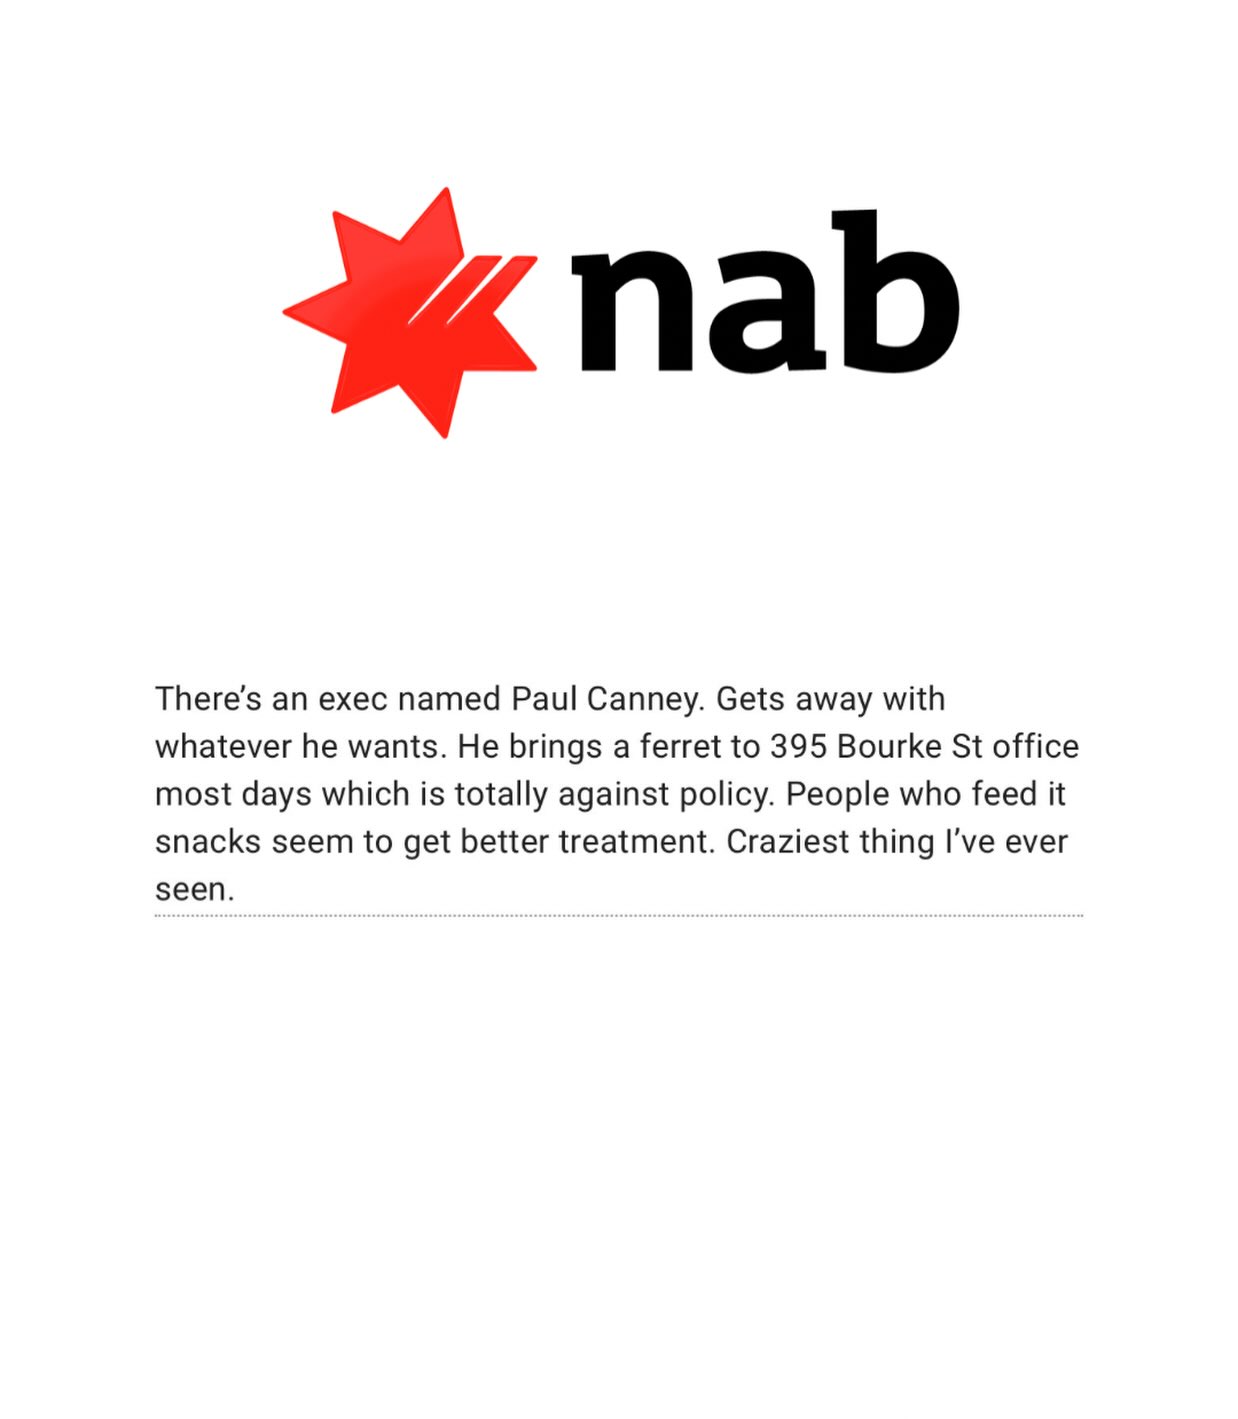 nab
There’s an exec named Paul Canney. Gets away with
whatever he wants. He brings a ferret to 395 Bourke St office
most days which is totally against policy. People who feed it
snacks seem to get better treatment. Craziest thing I’ve ever
seen.